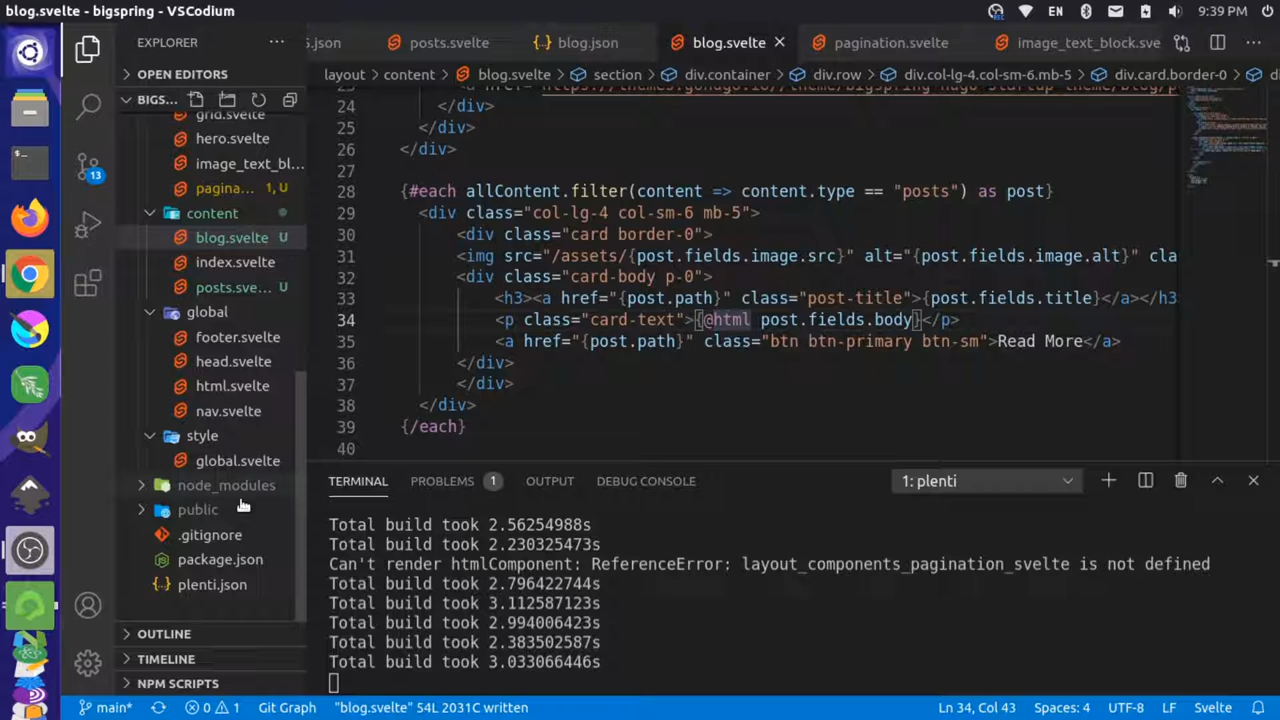 blog.svelte - bigspring - VSCodium
EN
9:39 PM
EXPLORER
5.json
posts.svelte
blog.json
blog.svelte
pagination.svelte
image_text_block.sve
OPEN EDITORS
layout > content > blog.svelte > section > div.container > div.row > div.col-lg-4.col-sm-6.mb-5 > div.card.border-0 >
BIGS...
grid.svelte
hero.svelte
image_text_bl...
pagina... 1, U
content
blog.svelte U
index.svelte
posts.sve... U
global
footer.svelte
head.svelte
html.svelte
nav.svelte
style
global.svelte
node_modules
public
.gitignore
package.json
plenti.json
OUTLINE
TIMELINE
NPM SCRIPTS
13
24 </div>
25 </div>
26 </div>
27
28 {#each allContent.filter(content => content.type == "posts") as post}
29 <div class="col-lg-4 col-sm-6 mb-5">
30 <div class="card border-0">
31 <img src="/assets/{post.fields.image.src}" alt="{post.fields.image.alt}" cla
32 <div class="card-body p-0">
33 <h3><a href="{post.path}" class="post-title">{post.fields.title}</a></h3
34 <p class="card-text">{@html post.fields.body}</p>
35 <a href="{post.path}" class="btn btn-primary btn-sm">Read More</a>
36 </div>
37 </div>
38 </div>
39 {/each}
40
TERMINAL PROBLEMS 1 OUTPUT DEBUG CONSOLE 1: plenti
Total build took 2.56254988s
Total build took 2.230325473s
Can't render htmlComponent: ReferenceError: layout_components_pagination_svelte is not defined
Total build took 2.796422744s
Total build took 3.112587123s
Total build took 2.994006423s
Total build took 2.383502587s
Total build took 3.033066446s
main* 0 1 Git Graph "blog.svelte" 54L 2031C written Ln 34, Col 43 Spaces: 4 UTF-8 LF Svelte